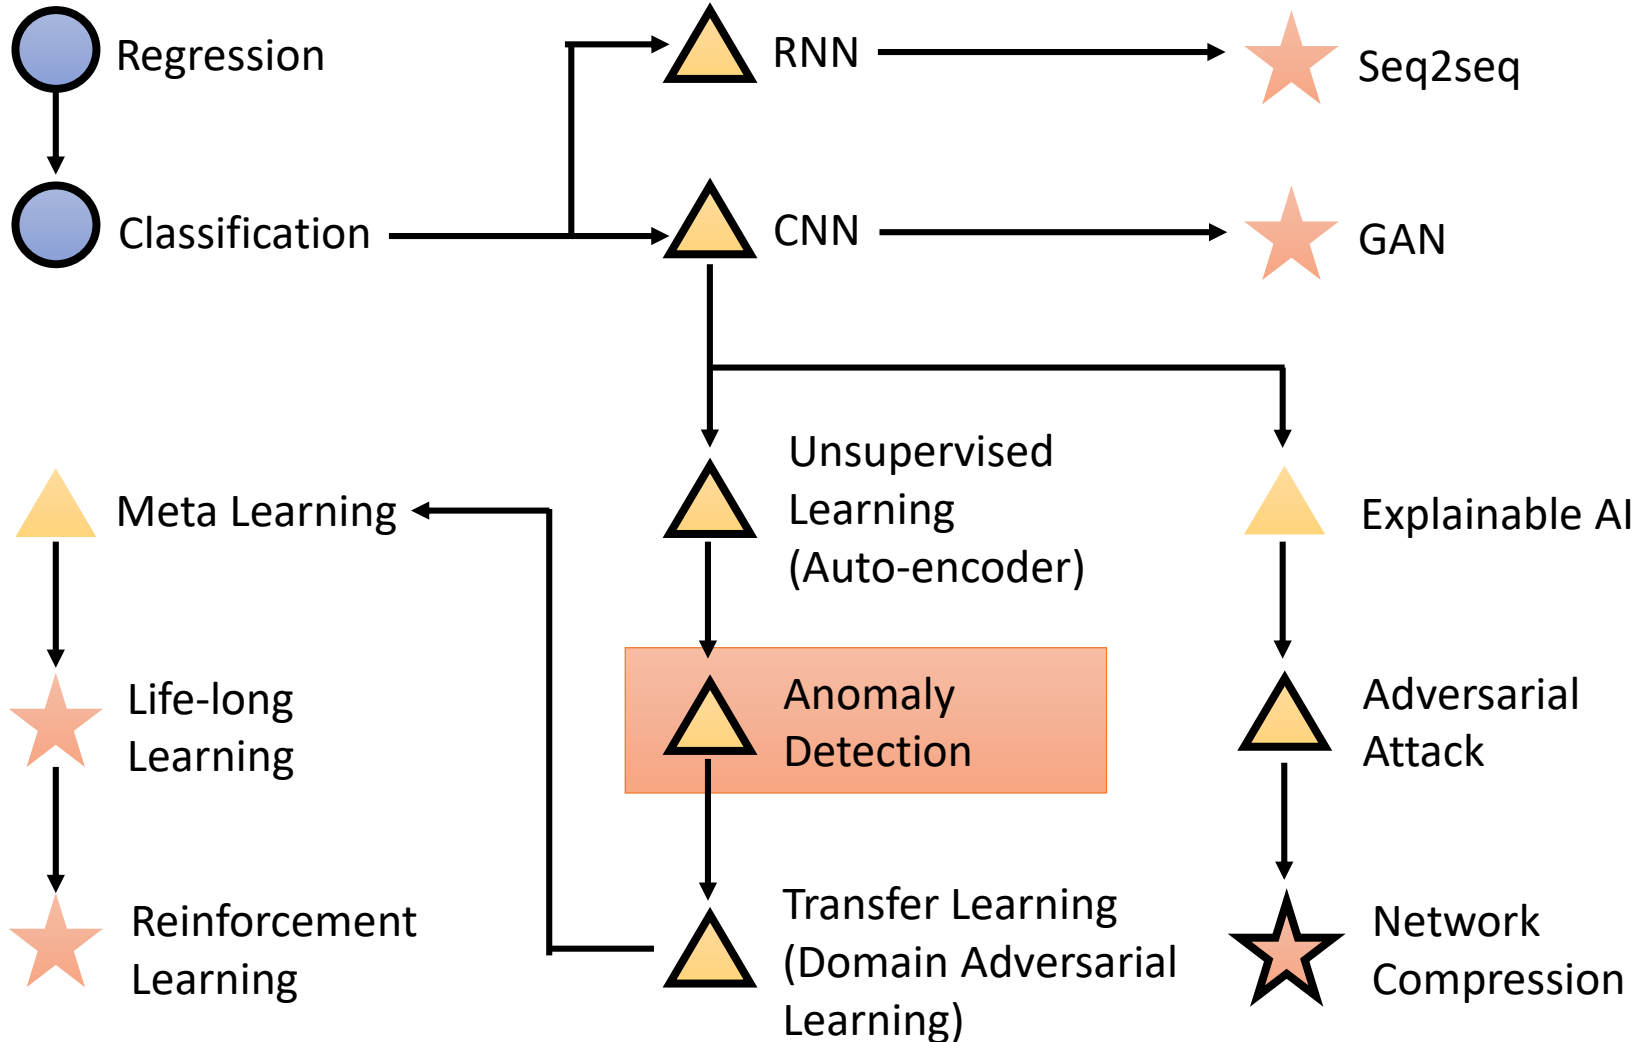 Regression
RNN
Seq2seq
Classification
CNN
GAN
Unsupervised
Learning
(Auto-encoder)
Meta Learning
Explainable AI
Life-long
Learning
Anomaly
Detection
Adversarial
Attack
Reinforcement
Learning
Transfer Learning
(Domain Adversarial
Learning)
Network
Compression